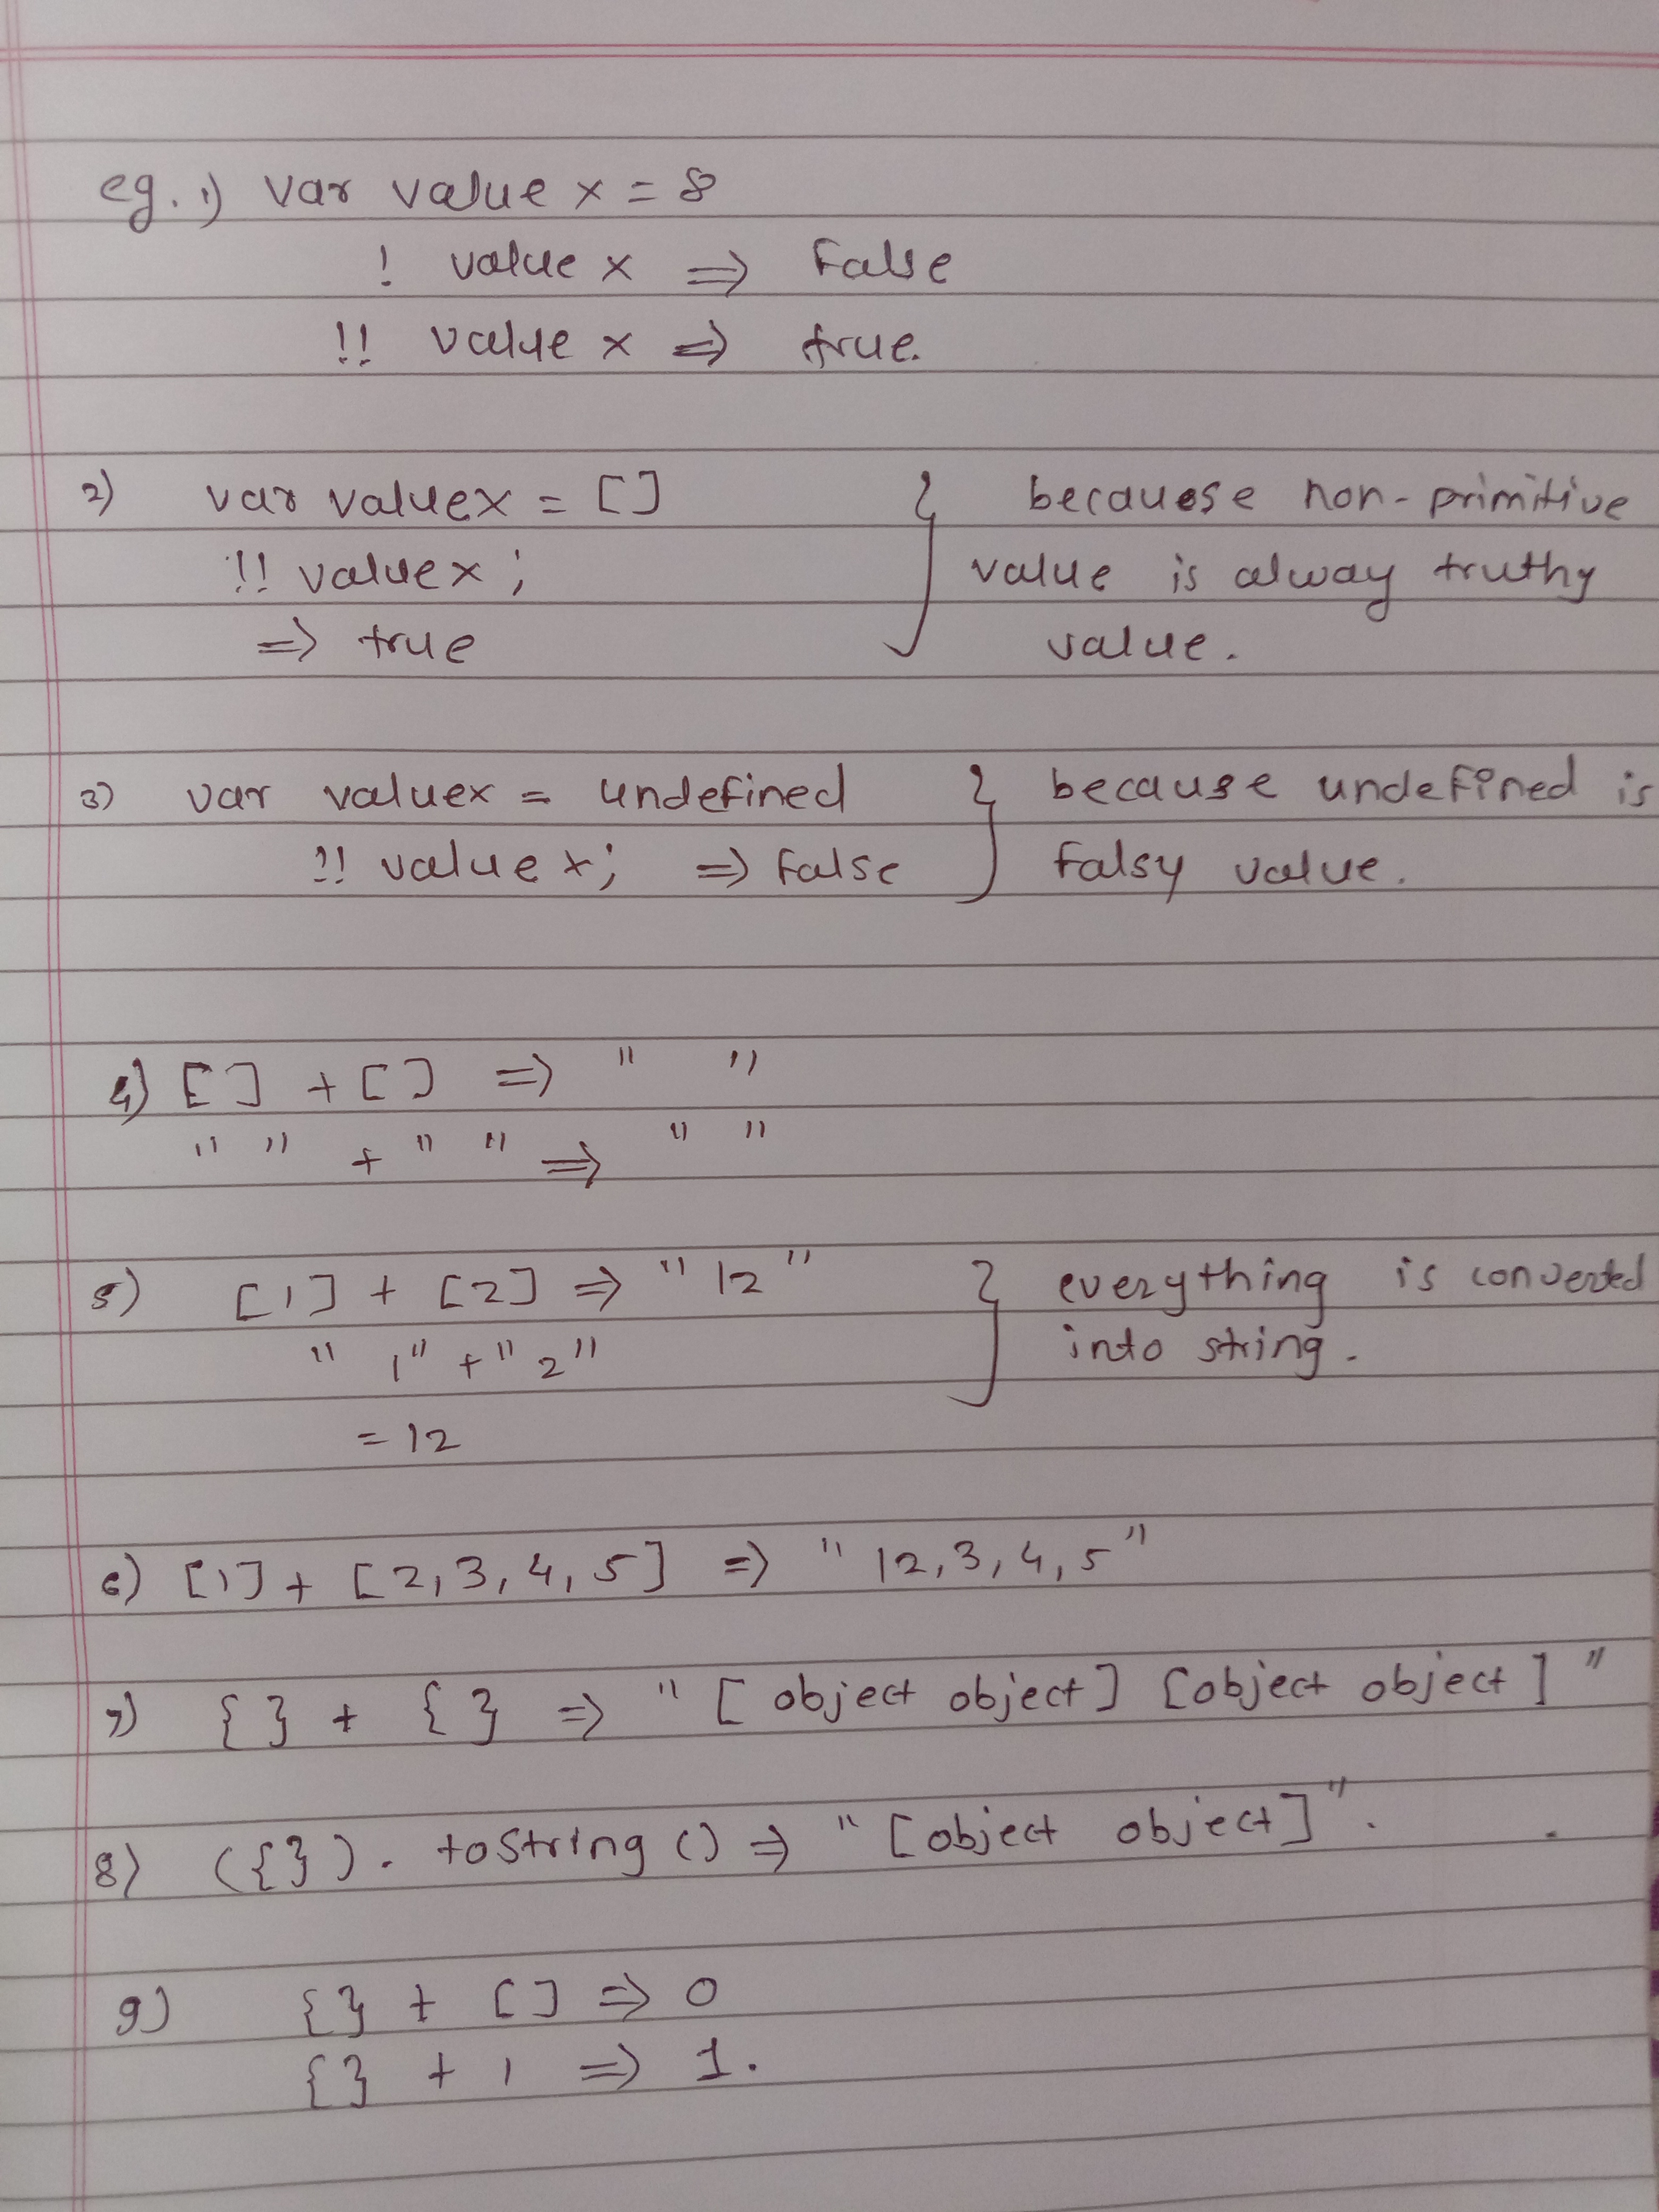 eg. 1) var value x = 8
! value x => False
!! value x => true.
2) var valuex = [] } becauese non-primitive
!! valuex; value is alway truthy
=> true value.
3) var valuex = undefined } because undefined is
!! value x; => False Falsy value.
4) [] + [] => " "
" " + " " => " "
5) [1] + [2] => "12" } everything is converted
"1" + "2" into string.
= 12
6) [1] + [2,3,4,5] => "12,3,4,5"
7) {} + {} => "[object object] [object object]"
8) ({}). toString () => "[object object]".
9) {} + [] => 0
{} + 1 => 1.